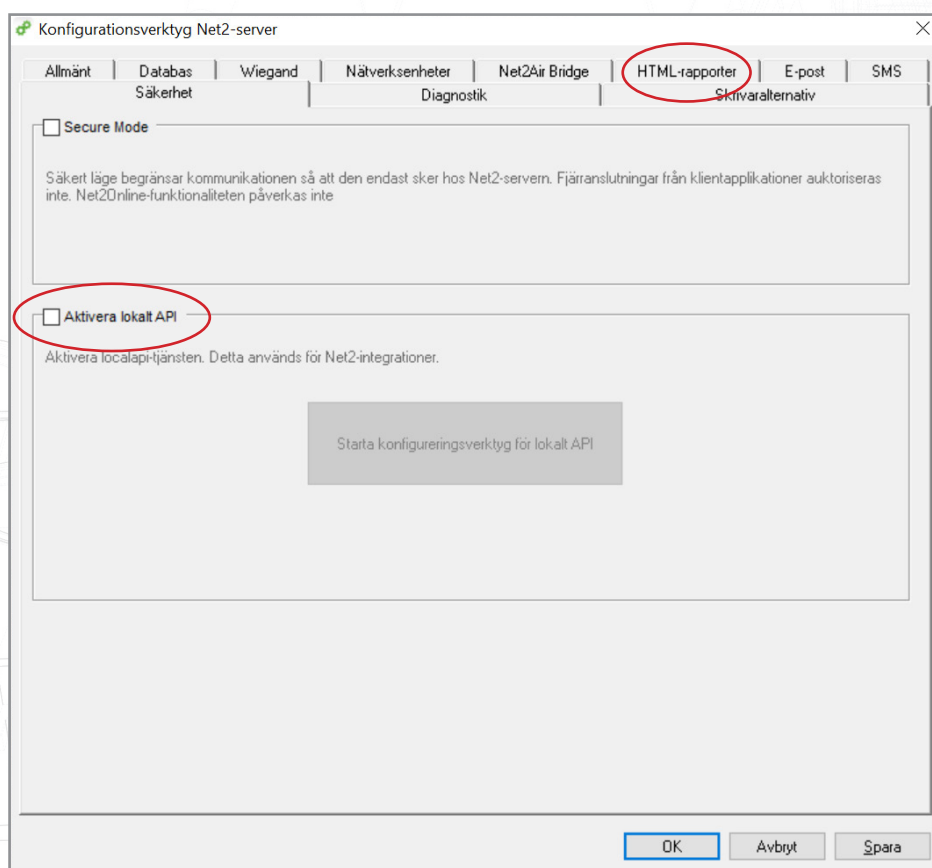 Konfigurationsverktyg Net2-server
Allmänt Databas Wiegand Nätverksenheter Net2Air Bridge HTML-rapporter E-post SMS
Säkerhet Diagnostik Skrivaralternativ
Secure Mode
Säkert läge begränsar kommunikationen så att den endast sker hos Net2-servern. Fjärranslutningar från klientapplikationer auktoriseras
inte. Net2Online-funktionaliteten påverkas inte
Aktivera lokalt API
Aktivera localapi-tjänsten. Detta används för Net2-integrationer.
Starta konfigureringsverktyg för lokalt API
OK Avbryt Spara